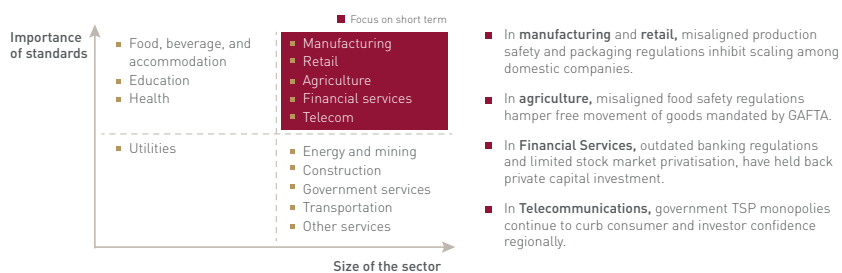 Focus on short term
Importance
of standards
Food, beverage, and
accommodation
Education
Health
Manufacturing
Retail
Agriculture
Financial services
Telecom
Utilities
Energy and mining
Construction
Government services
Transportation
Other services
Size of the sector
In manufacturing and retail, misaligned production
safety and packaging regulations inhibit scaling among
domestic companies.
In agriculture, misaligned food safety regulations
hamper free movement of goods mandated by GAFTA.
In Financial Services, outdated banking regulations
and limited stock market privatisation, have held back
private capital investment.
In Telecommunications, government TSP monopolies
continue to curb consumer and investor confidence
regionally.